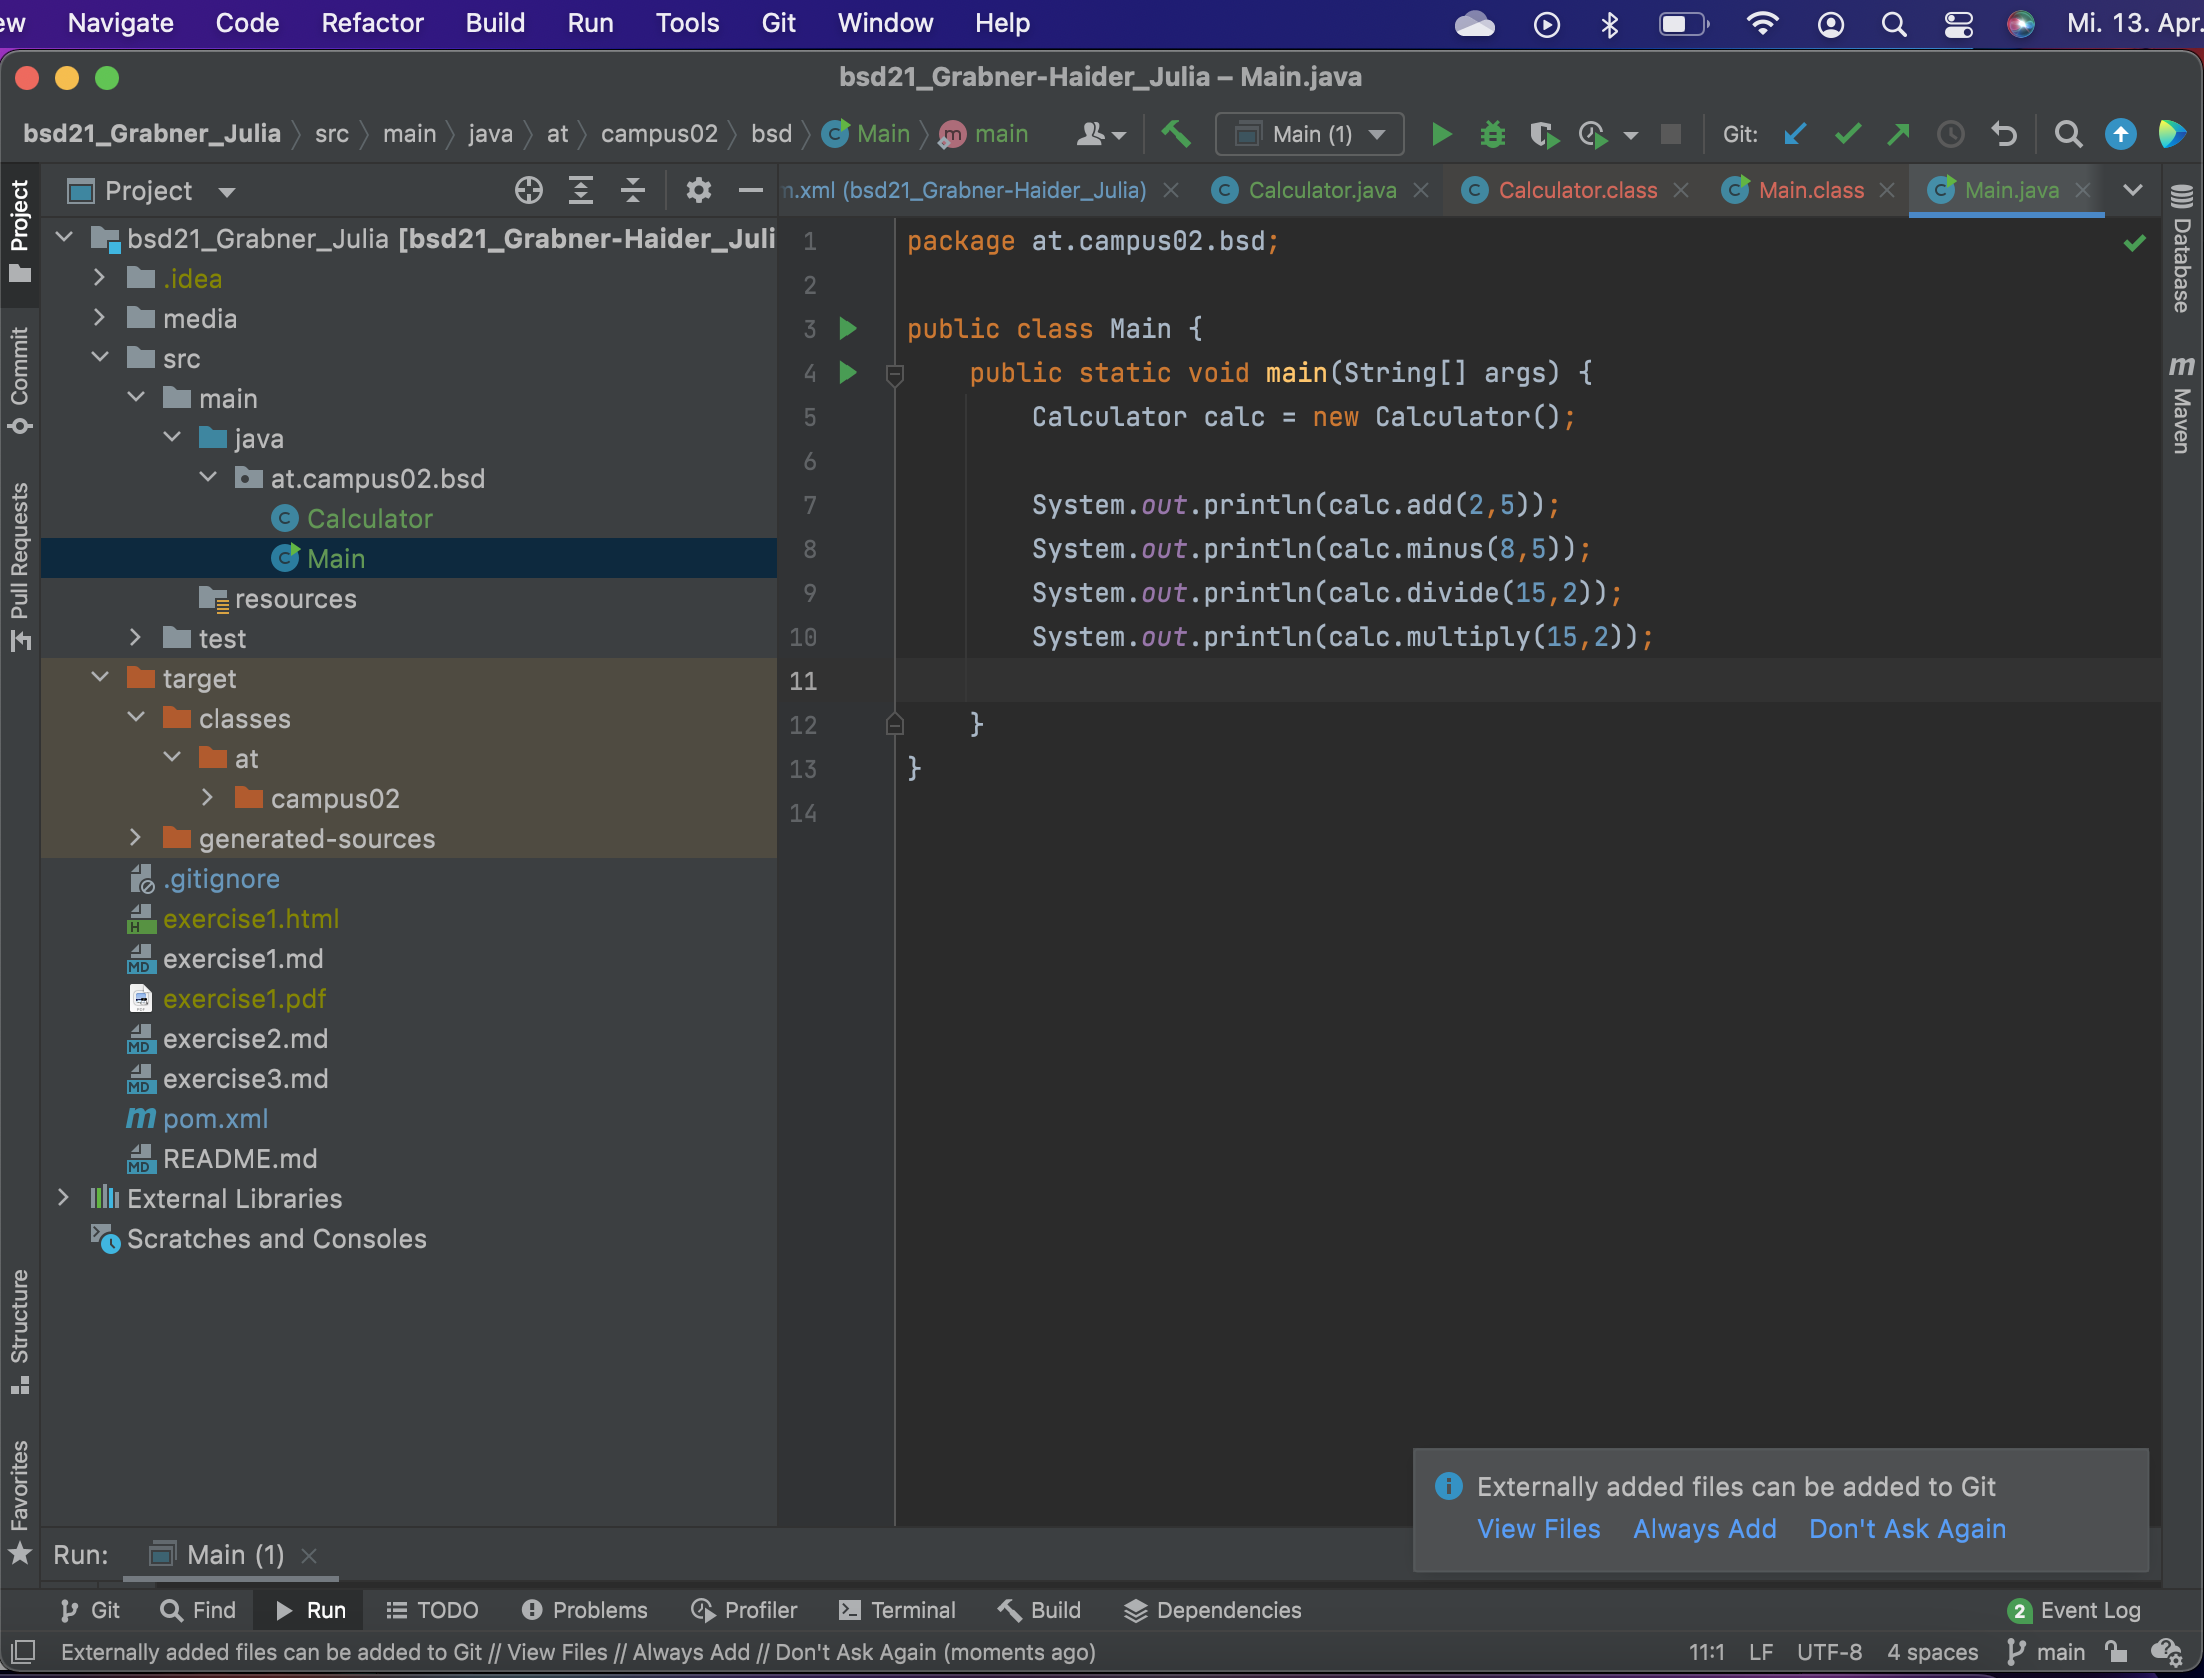 ew Navigate Code Refactor Build Run Tools Git Window Help Mi. 13. Apr.
bsd21_Grabner-Haider_Julia – Main.java
bsd21_Grabner_Julia src main java at campus02 bsd Main main Main (1) Git:
Project
m.xml (bsd21_Grabner-Haider_Julia) Calculator.java Calculator.class Main.class Main.java
Project
Commit
Pull Requests
Structure
Favorites
bsd21_Grabner_Julia [bsd21_Grabner-Haider_Juli
.idea
media
src
main
java
at.campus02.bsd
Calculator
Main
resources
test
target
classes
at
campus02
generated-sources
.gitignore
exercise1.html
exercise1.md
exercise1.pdf
exercise2.md
exercise3.md
pom.xml
README.md
External Libraries
Scratches and Consoles
1 package at.campus02.bsd;
2
3 public class Main {
4 public static void main(String[] args) {
5 Calculator calc = new Calculator();
6
7 System.out.println(calc.add(2,5));
8 System.out.println(calc.minus(8,5));
9 System.out.println(calc.divide(15,2));
10 System.out.println(calc.multiply(15,2));
11
12 }
13 }
14
Database
Maven
Externally added files can be added to Git
View Files Always Add Don't Ask Again
Run: Main (1)
Git Find Run TODO Problems Profiler Terminal Build Dependencies 2 Event Log
Externally added files can be added to Git // View Files // Always Add // Don't Ask Again (moments ago) 11:1 LF UTF-8 4 spaces main